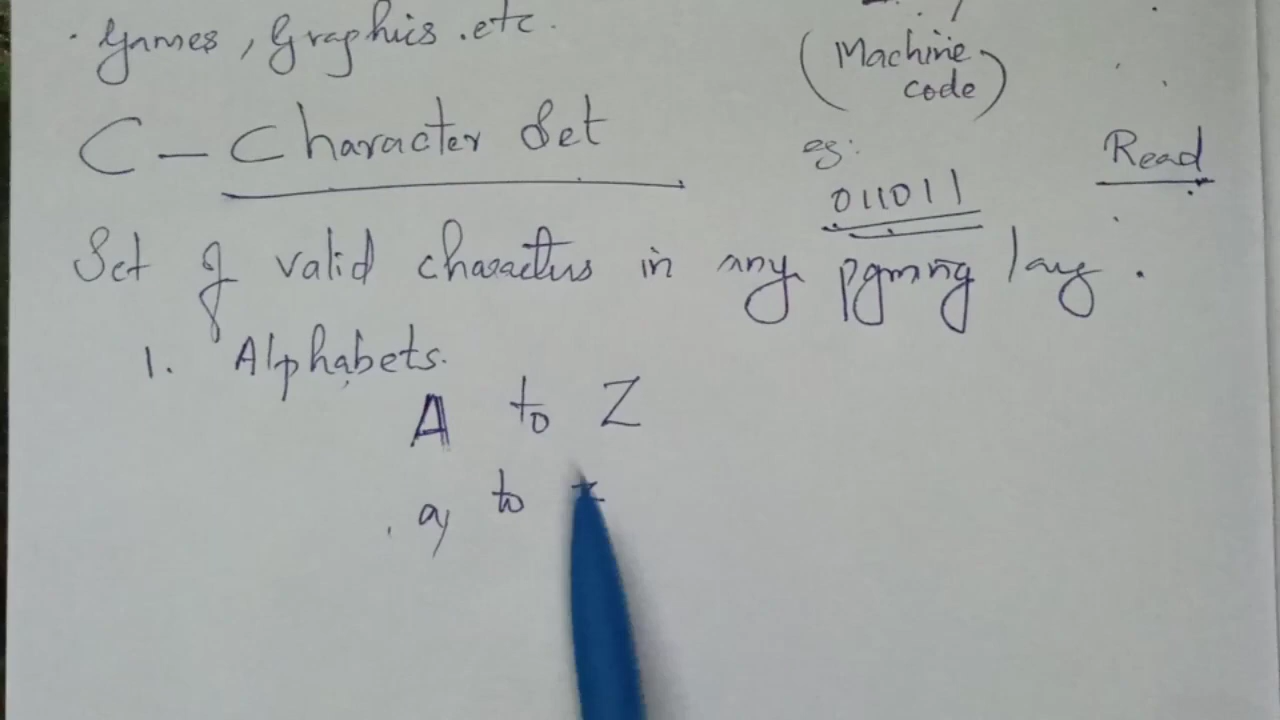 . Games, Graphics .etc.
(Machine
code)
C – Character Set
eg:
011011
Read
Set of valid characters in any pgmng lang .
1. Alphabets.
A to Z
a to z